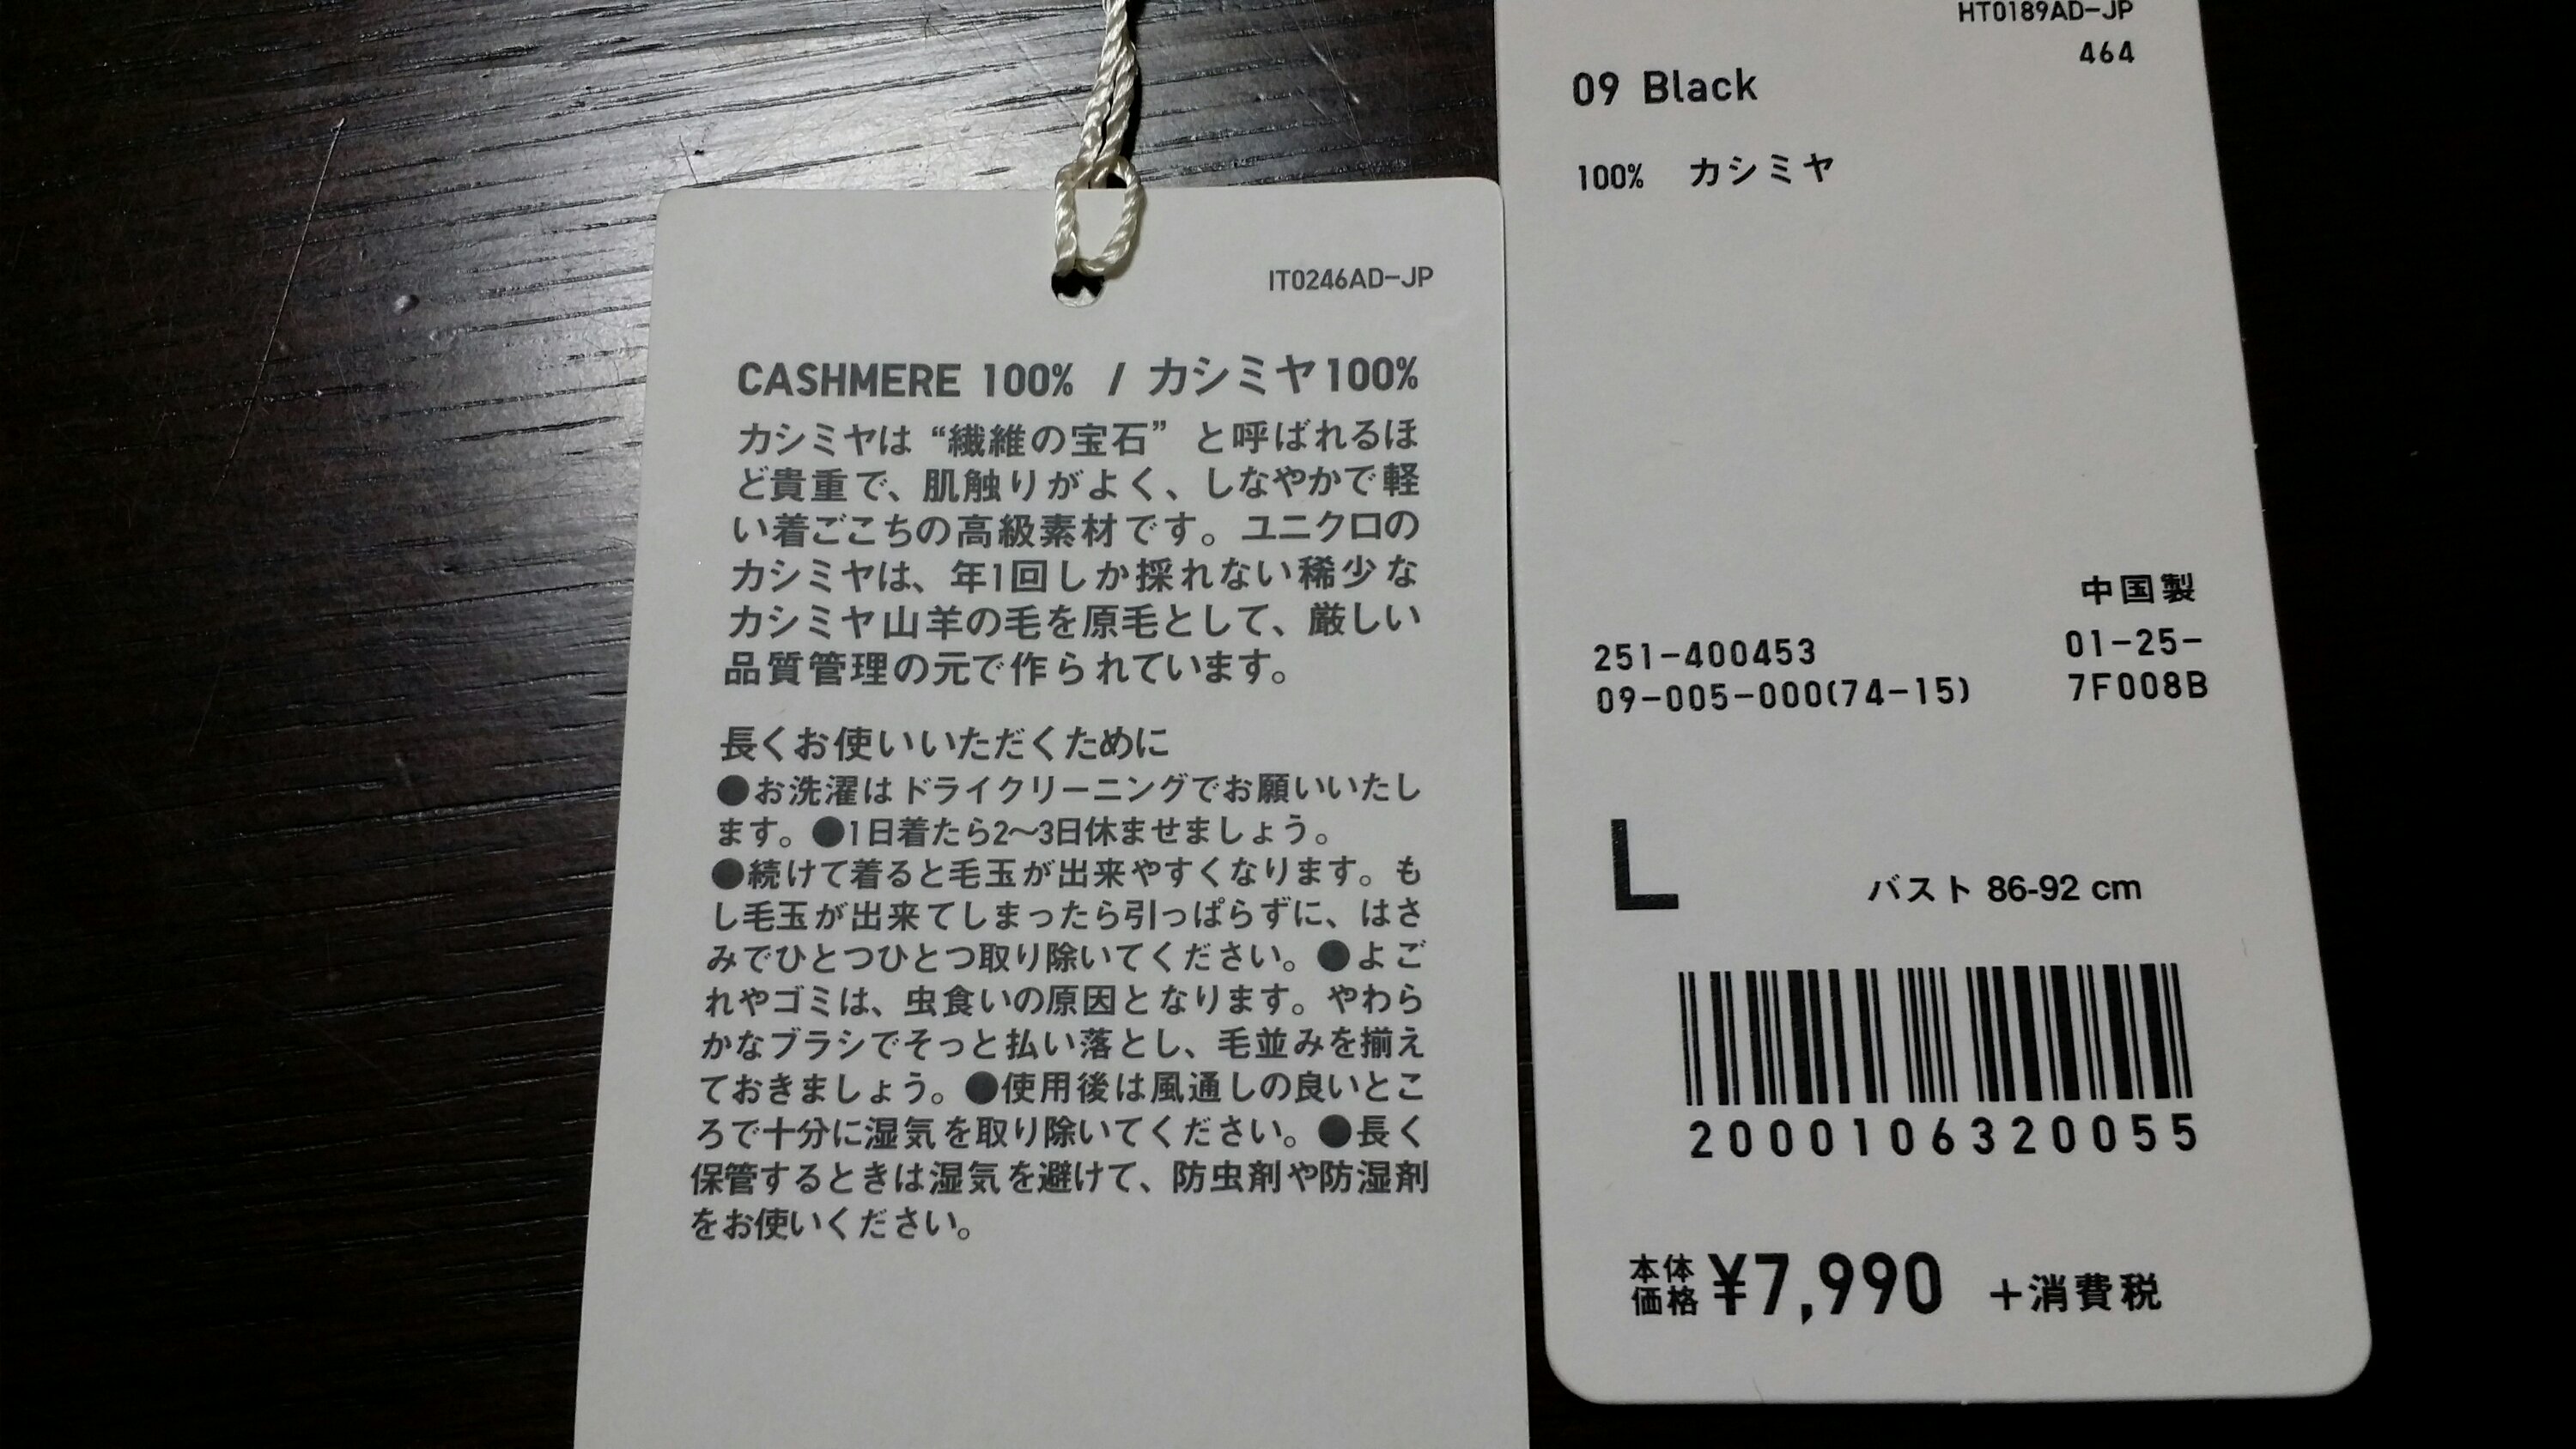 IT0246AD-JP
CASHMERE 100% / カシミヤ100%
カシミヤは “繊維の宝石” と呼ばれるほ
ど貴重で、肌触りがよく、しなやかで軽
い着ごこちの高級素材です。ユニクロの
カシミヤは、年1回しか採れない稀少な
カシミヤ山羊の毛を原毛として、厳しい
品質管理の元で作られています。
長くお使いいただくために
●お洗濯はドライクリーニングでお願いいたし
ます。●1日着たら2〜3日休ませましょう。
●続けて着ると毛玉が出来やすくなります。も
し毛玉が出来てしまったら引っぱらずに、はさ
みでひとつひとつ取り除いてください。●よご
れやゴミは、虫食いの原因となります。やわら
かなブラシでそっと払い落とし、毛並みを揃え
ておきましょう。●使用後は風通しの良いとこ
ろで十分に湿気を取り除いてください。●長く
保管するときは湿気を避けて、防虫剤や防湿剤
をお使いください。
HT0189AD-JP
464
09 Black
100% カシミヤ
中国製
251-400453 01-25-
09-005-000(74-15) 7F008B
L バスト 86-92 cm
2000106320055
本体価格 ¥7,990 +消費税